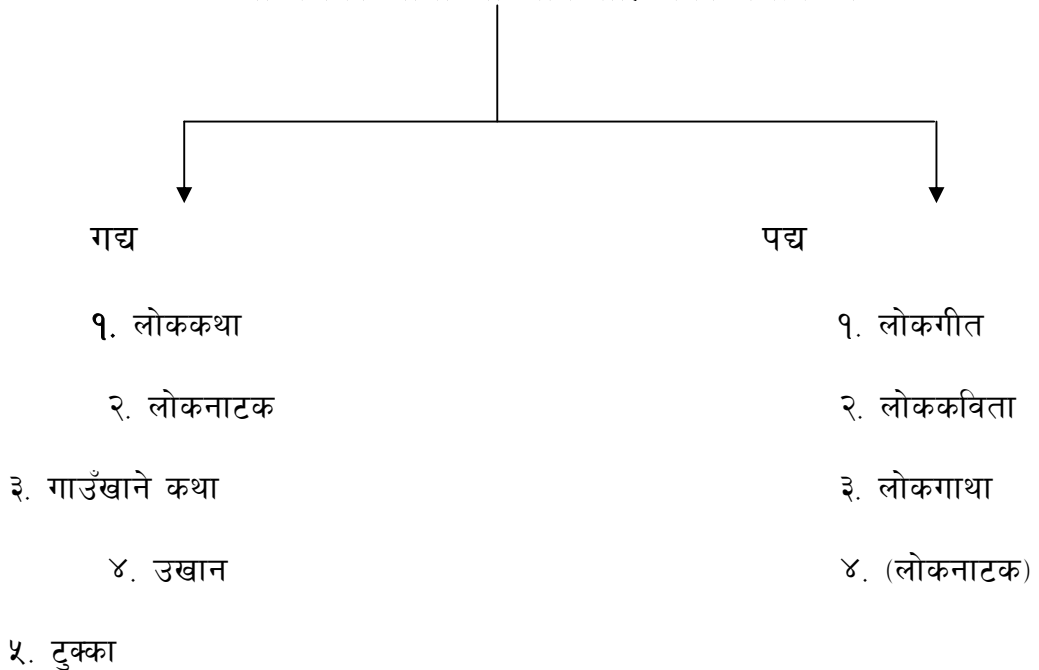 गद्य
१. लोककथा
२. लोकनाटक
३. गाउँखाने कथा
४. उखान
५. टुक्का
पद्य
१. लोकगीत
२. लोककविता
३. लोकगाथा
४. (लोकनाटक)